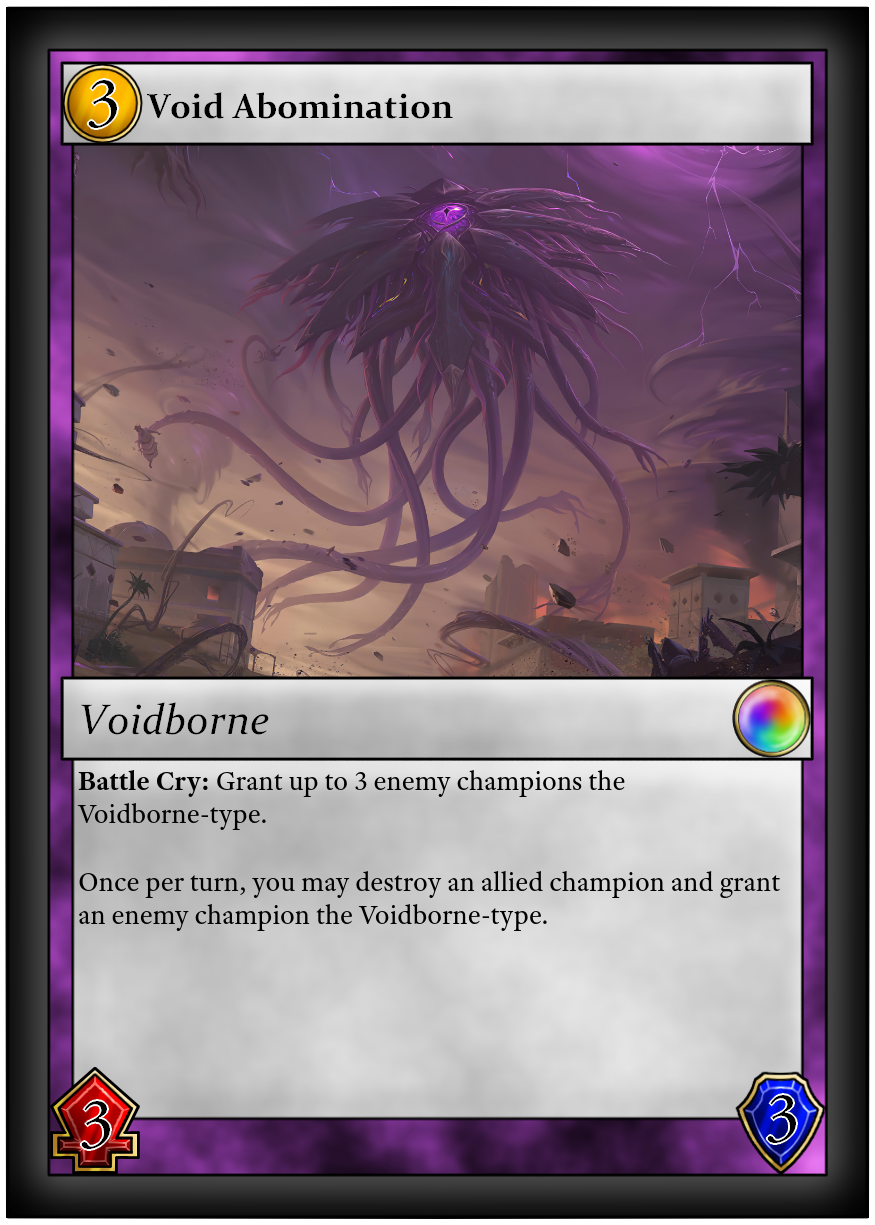 3
Void Abomination
Voidborne
Battle Cry: Grant up to 3 enemy champions the
Voidborne-type.
Once per turn, you may destroy an allied champion and grant
an enemy champion the Voidborne-type.
3
3